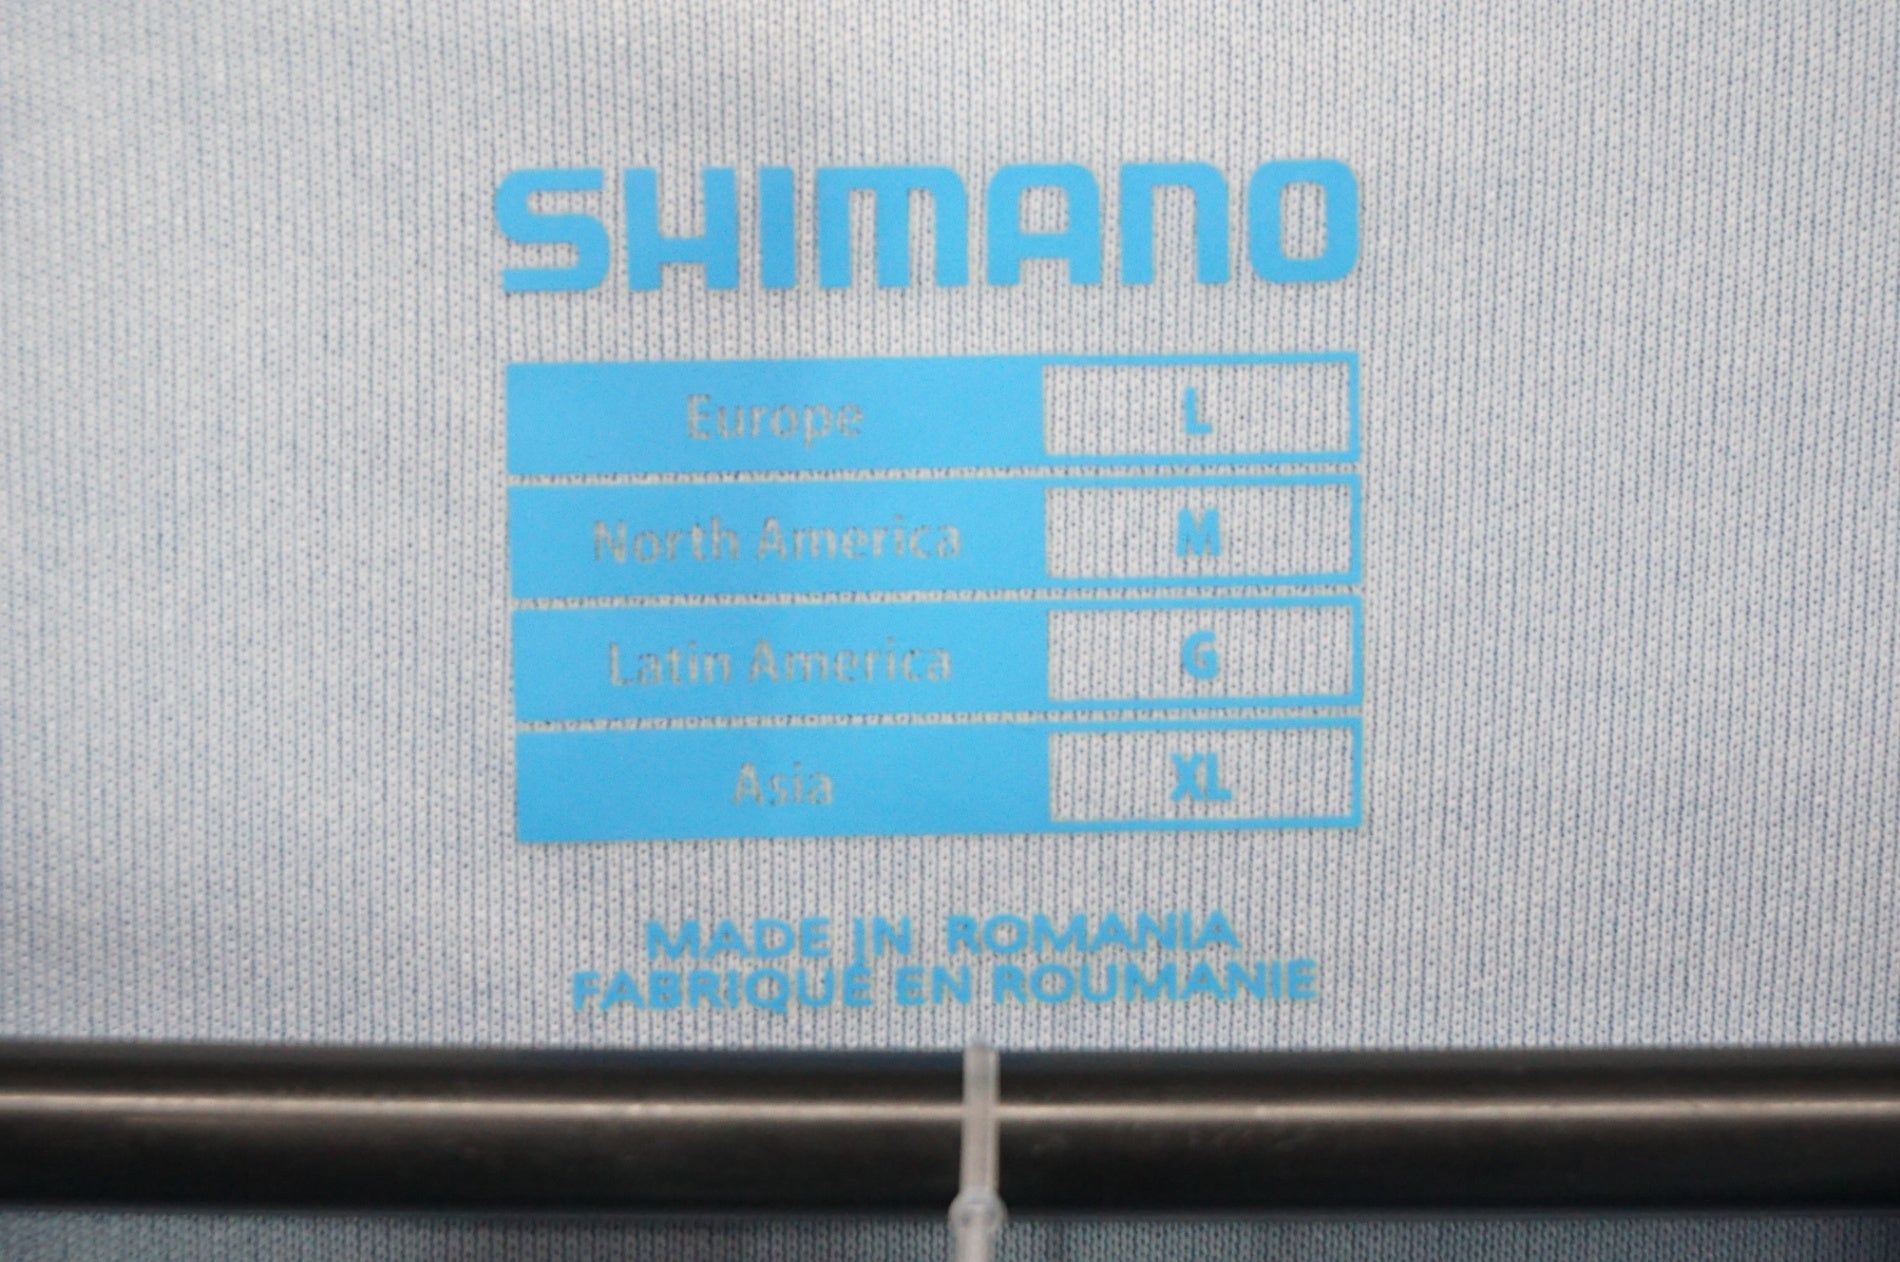 SHIMANO
Europe L
North America M
Latin America G
Asia XL
MADE IN ROMANIA
FABRIQUÉ EN ROUMANIE